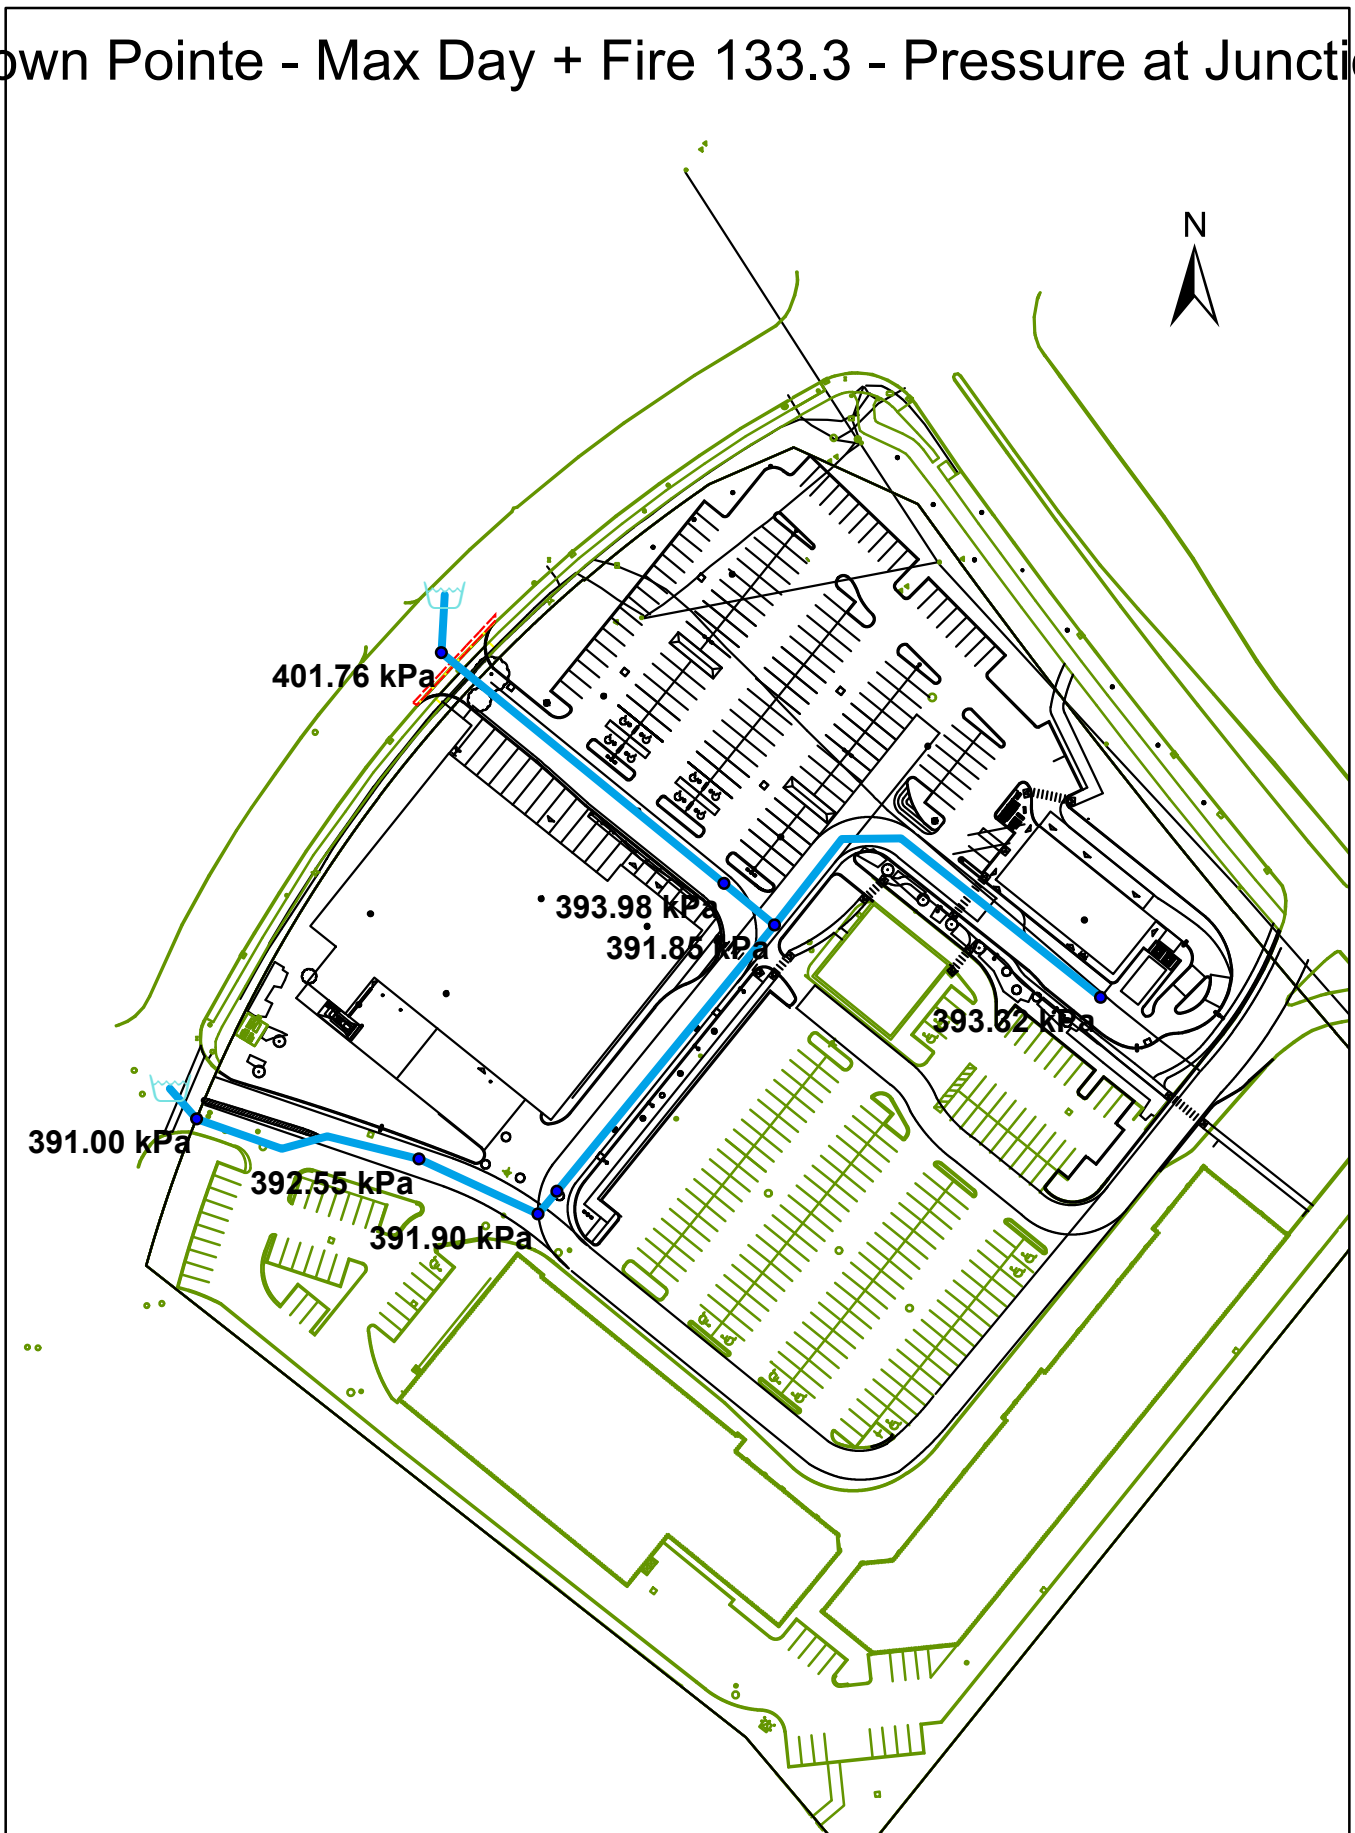 own Pointe - Max Day + Fire 133.3 - Pressure at Juncti
N
401.76 kPa
393.98 kPa
391.85 kPa
393.32 kPa
391.00 kPa
392.55 kPa
391.90 kPa